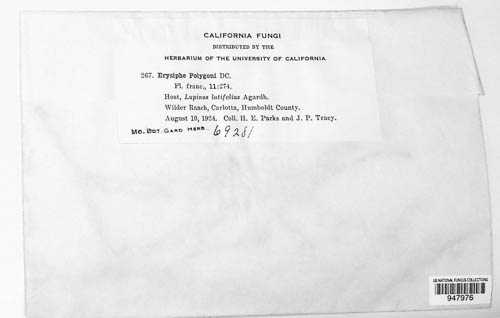 CALIFORNIA FUNGI
DISTRIBUTED BY THE
HERBARIUM OF THE UNIVERSITY OF CALIFORNIA
267. Erysiphe Polygoni DC.
Fl. franc., 11:274.
Host, Lupinus latifolius Agardh.
Wilder Ranch, Carlotta, Humboldt County.
August 10, 1924. Coll. H. E. Parks and J. P. Tracy.
MO. BOT. GARD HERB. 69281
US NATIONAL FUNGUS COLLECTIONS
947976